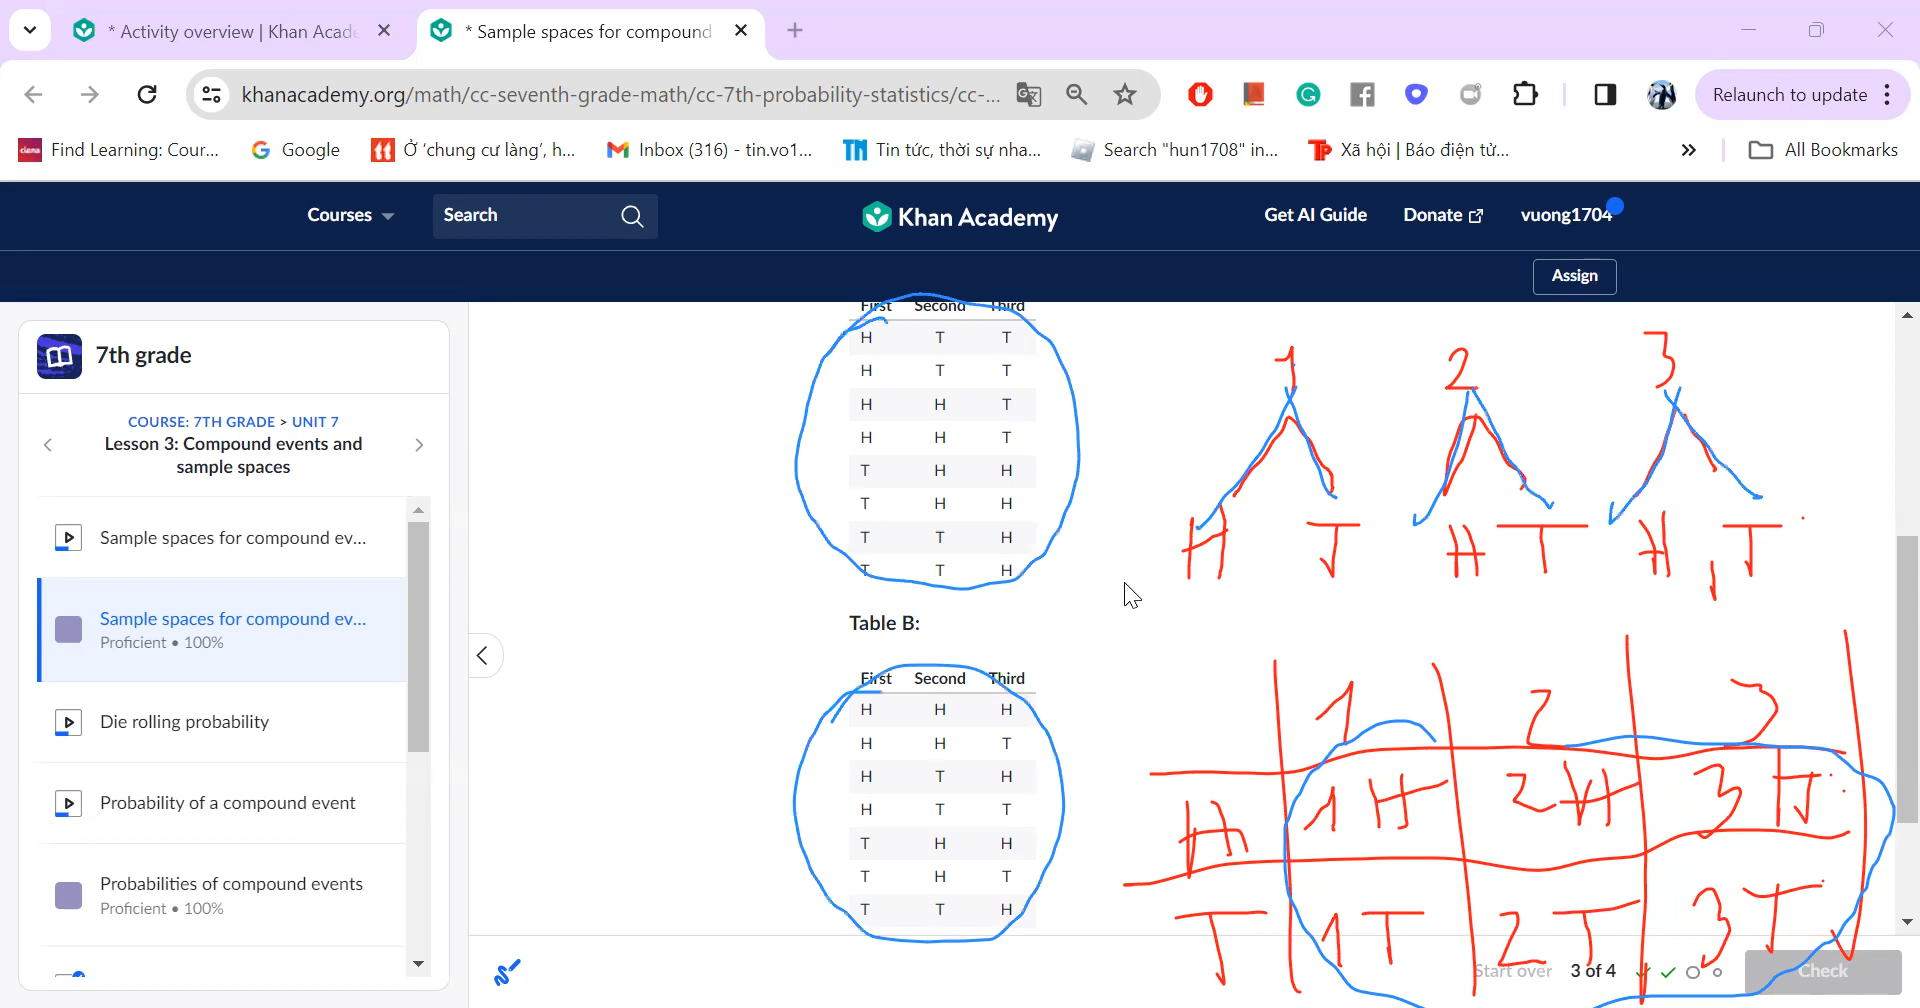 * Activity overview | Khan Acade
* Sample spaces for compound
khanacademy.org/math/cc-seventh-grade-math/cc-7th-probability-statistics/cc-...
Relaunch to update
Find Learning: Cour...
Google
Ở 'chung cư làng', h...
Inbox (316) - tin.vo1...
Tin tức, thời sự nha...
Search "hun1708" in...
Xã hội | Báo điện tử...
All Bookmarks
Courses
Search
Khan Academy
Get AI Guide
Donate
vuong1704
Assign
7th grade
COURSE: 7TH GRADE > UNIT 7
Lesson 3: Compound events and
sample spaces
Sample spaces for compound ev...
Sample spaces for compound ev...
Proficient • 100%
Die rolling probability
Probability of a compound event
Probabilities of compound events
Proficient • 100%
First Second Third
H T T
H T T
H H T
H H T
T H H
T H H
T T H
T T H
Table B:
First Second Third
H H H
H H T
H T H
H T T
T H H
T H T
T T H
1 2 3
H T H T H, T
1 2 3
H 1H 2H 3H
T 1T 2T 3T
Start over 3 of 4
Check